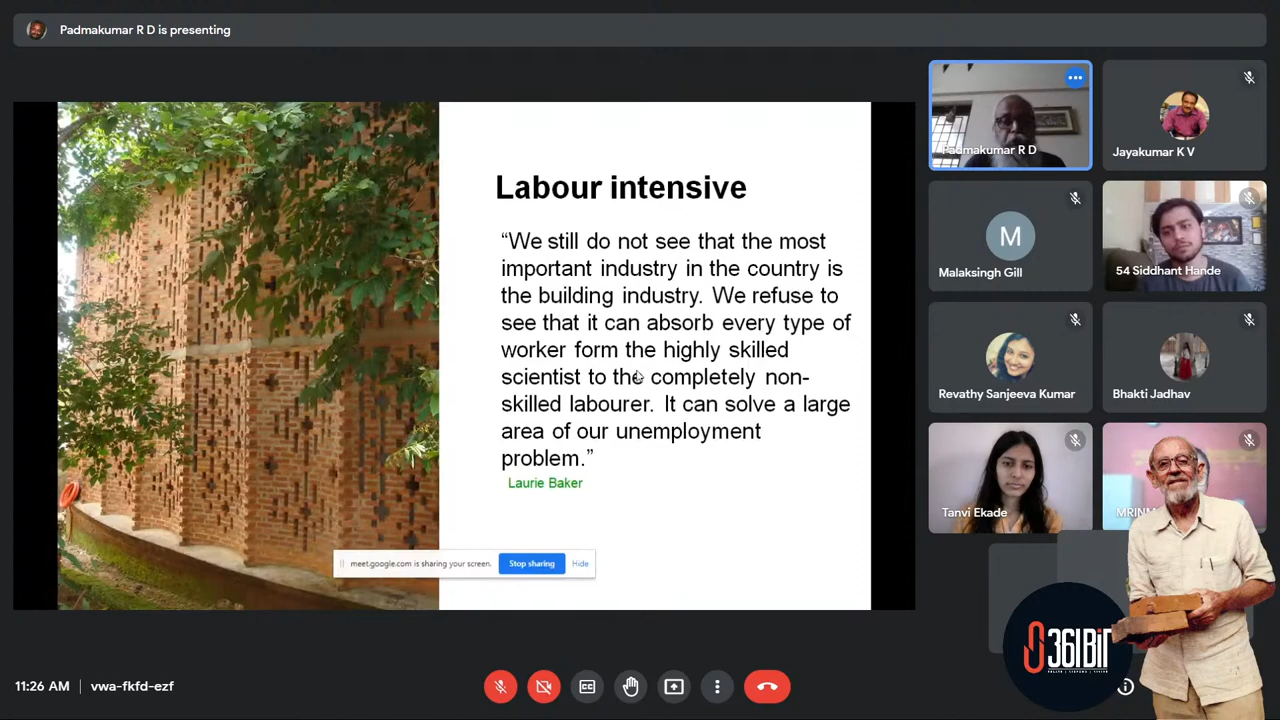 Padmakumar R D is presenting
Labour intensive
“We still do not see that the most
important industry in the country is
the building industry. We refuse to
see that it can absorb every type of
worker form the highly skilled
scientist to the completely non-
skilled labourer. It can solve a large
area of our unemployment
problem.”
Laurie Baker
meet.google.com is sharing your screen.
Stop sharing
Hide
Padmakumar R D
Jayakumar K V
M
Malaksingh Gill
54 Siddhant Hande
Revathy Sanjeeva Kumar
Bhakti Jadhav
Tanvi Ekade
11:26 AM
vwa-fkfd-ezf